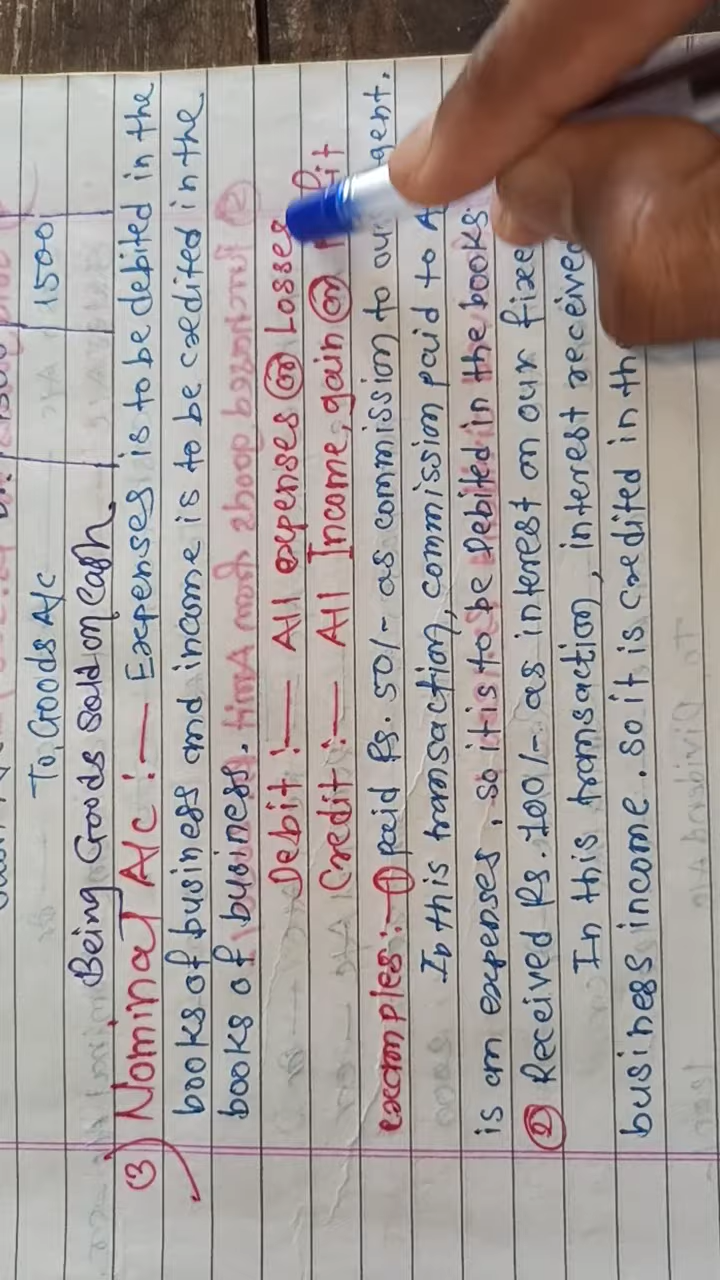 To, Goods A/c 1500
Being Goods sold on cash.
③ Nominal A/c :— Expenses is to be debited in the
books of business and income is to be credited in the
books of business.
Debit :— All expenses or Losses
Credit :— All Income, gain or
examples:- ① paid Rs. 50/- as commission to our agent.
In this transaction, commission paid to A
is an expenses, so it is to be Debited in the books.
② Received Rs. 100/- as interest on our fixe
In this transaction, interest received
business income. so it is credited in the